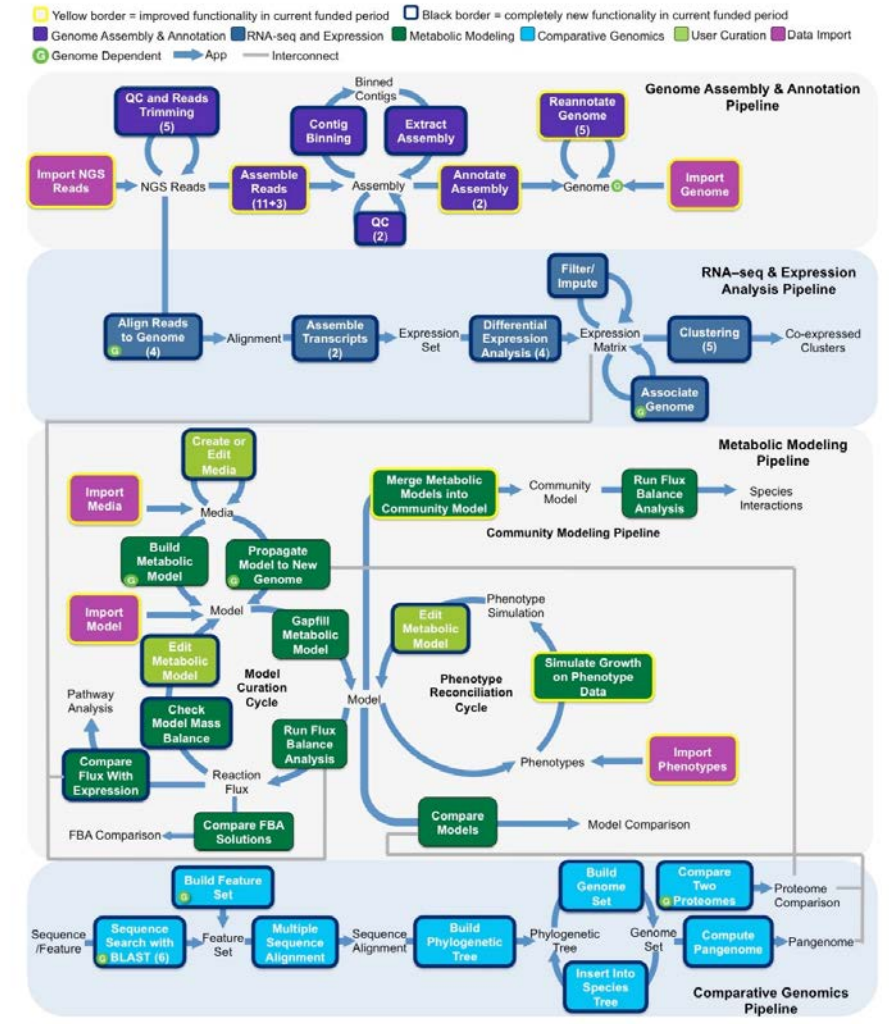 Yellow border = improved functionality in current funded period
Black border = completely new functionality in current funded period
Genome Assembly & Annotation
RNA-seq and Expression
Metabolic Modeling
Comparative Genomics
User Curation
Data Import
G Genome Dependent
App
Interconnect
Genome Assembly & Annotation
Pipeline
QC and Reads
Trimming
(5)
Binned
Contigs
Contig
Binning
Extract
Assembly
Reannotate
Genome
(5)
Import NGS
Reads
NGS Reads
Assemble
Reads
(11+3)
Assembly
Annotate
Assembly
(2)
Genome G
Import
Genome
QC
(2)
RNA–seq & Expression
Analysis Pipeline
Filter/
Impute
Align Reads
to Genome
G (4)
Alignment
Assemble
Transcripts
(2)
Expression
Set
Differential
Expression
Analysis (4)
Expression
Matrix
Clustering
(5)
Co-expressed
Clusters
Associate
G Genome
Metabolic Modeling
Pipeline
Create or
Edit
Media
Import
Media
Media
Merge Metabolic
Models into
Community Model
Community
Model
Run Flux
Balance
Analysis
Species
Interactions
Community Modeling Pipeline
Build
Metabolic
G Model
Propagate
Model to New
G Genome
Import
Model
Model
Gapfill
Metabolic
Model
Edit
Metabolic
Model
Phenotype
Simulation
Edit
Metabolic
Model
Simulate Growth
on Phenotype
Data
Model
Curation
Cycle
Phenotype
Reconciliation
Cycle
Pathway
Analysis
Check
Model Mass
Balance
Model
Run Flux
Balance
Analysis
Compare
Flux With
Expression
Reaction
Flux
Phenotypes
Import
Phenotypes
Compare FBA
Solutions
FBA Comparison
Compare
Models
Model Comparison
Build Feature
G Set
Build
Genome
Set
Compare
Two
G Proteomes
Proteome
Comparison
Sequence
/Feature
Sequence
Search with
G BLAST (6)
Feature
Set
Multiple
Sequence
Alignment
Sequence
Alignment
Build
Phylogenetic
Tree
Phylogenetic
Tree
Genome
Set
Compute
Pangenome
Pangenome
Insert Into
Species
Tree
Comparative Genomics
Pipeline